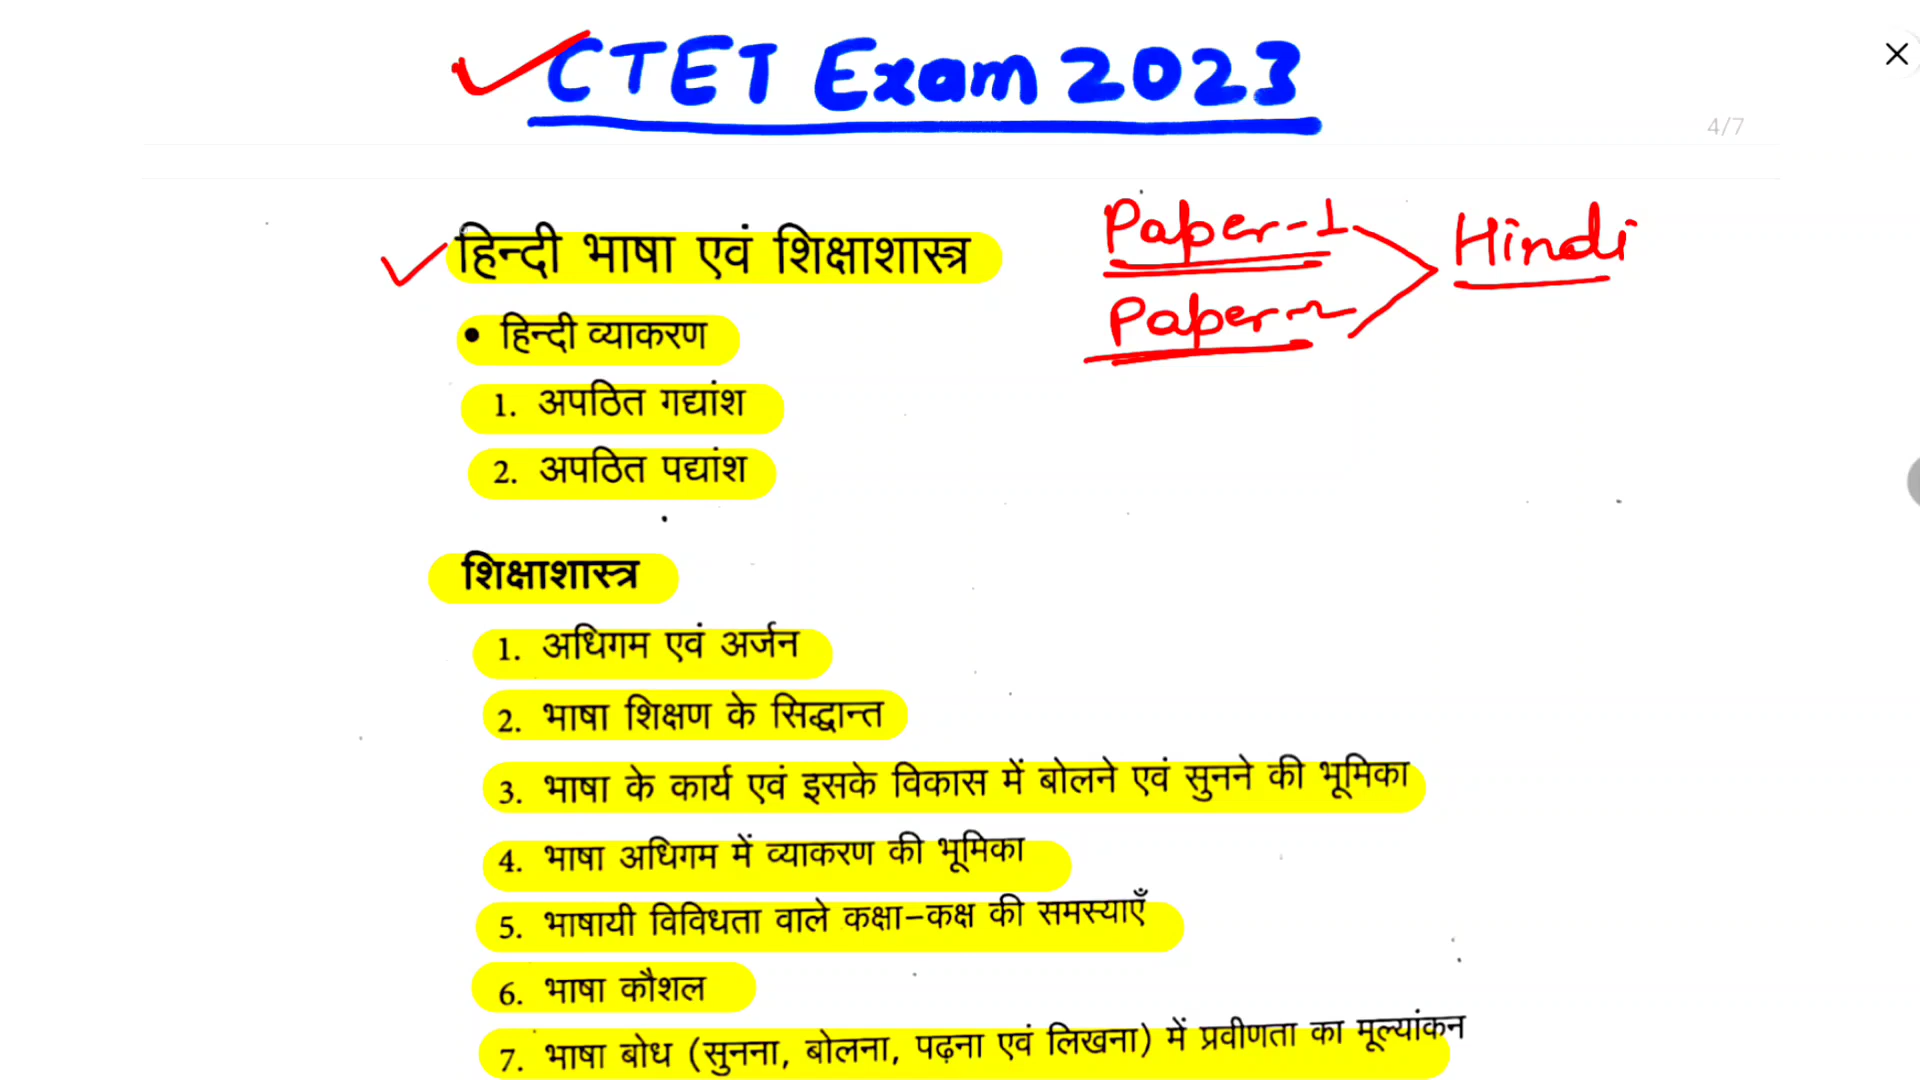 CTET Exam 2023
4/7
हिन्दी भाषा एवं शिक्षाशास्त्र
Paper-1
Hindi
Paper-2
• हिन्दी व्याकरण
1. अपठित गद्यांश
2. अपठित पद्यांश
शिक्षाशास्त्र
1. अधिगम एवं अर्जन
2. भाषा शिक्षण के सिद्धान्त
3. भाषा के कार्य एवं इसके विकास में बोलने एवं सुनने की भूमिका
4. भाषा अधिगम में व्याकरण की भूमिका
5. भाषायी विविधता वाले कक्षा-कक्ष की समस्याएँ
6. भाषा कौशल
7. भाषा बोध (सुनना, बोलना, पढ़ना एवं लिखना) में प्रवीणता का मूल्यांकन